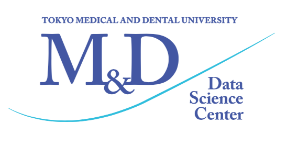 TOKYO MEDICAL AND DENTAL UNIVERSITY
M&D
Data
Science
Center